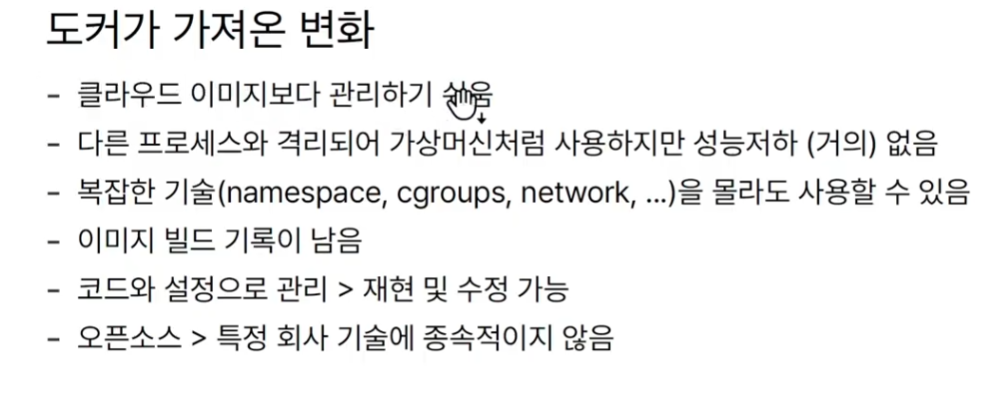 도커가 가져온 변화
- 클라우드 이미지보다 관리하기 쉬움
- 다른 프로세스와 격리되어 가상머신처럼 사용하지만 성능저하 (거의) 없음
- 복잡한 기술(namespace, cgroups, network, ...)을 몰라도 사용할 수 있음
- 이미지 빌드 기록이 남음
- 코드와 설정으로 관리 > 재현 및 수정 가능
- 오픈소스 > 특정 회사 기술에 종속적이지 않음